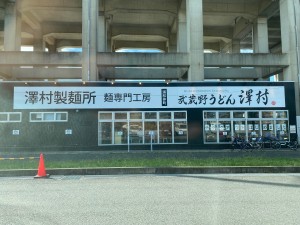 澤村製麺所 麺専門工房
武蔵野うどん 澤村